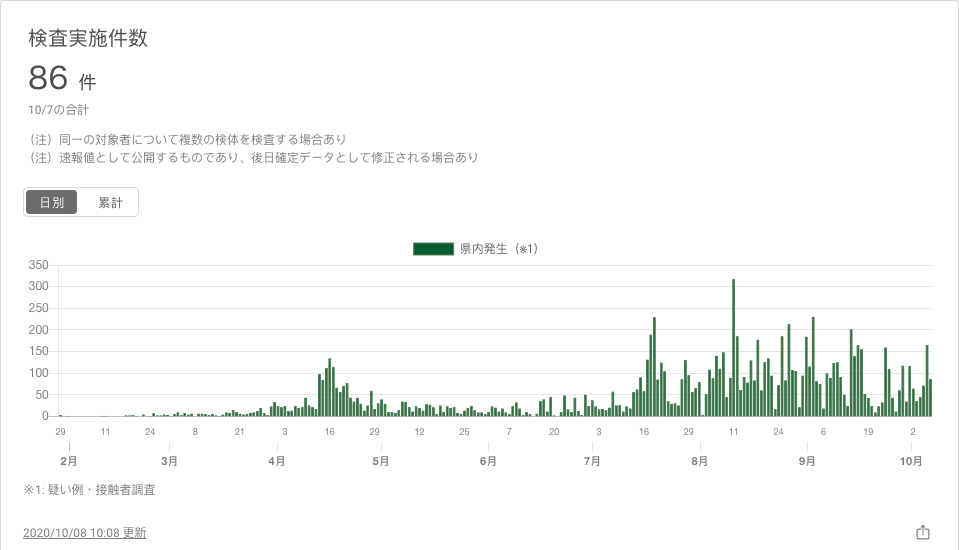 検査実施件数
86 件
10/7の合計
（注）同一の対象者について複数の検体を検査する場合あり
（注）速報値として公開するものであり、後日確定データとして修正される場合あり
日別 累計
県内発生（※1）
350
300
250
200
150
100
50
0
29 11 24 8 21 3 16 29 12 25 7 20 3 16 29 11 24 6 19 2
2月 3月 4月 5月 6月 7月 8月 9月 10月
※1: 疑い例・接触者調査
2020/10/08 10:08 更新